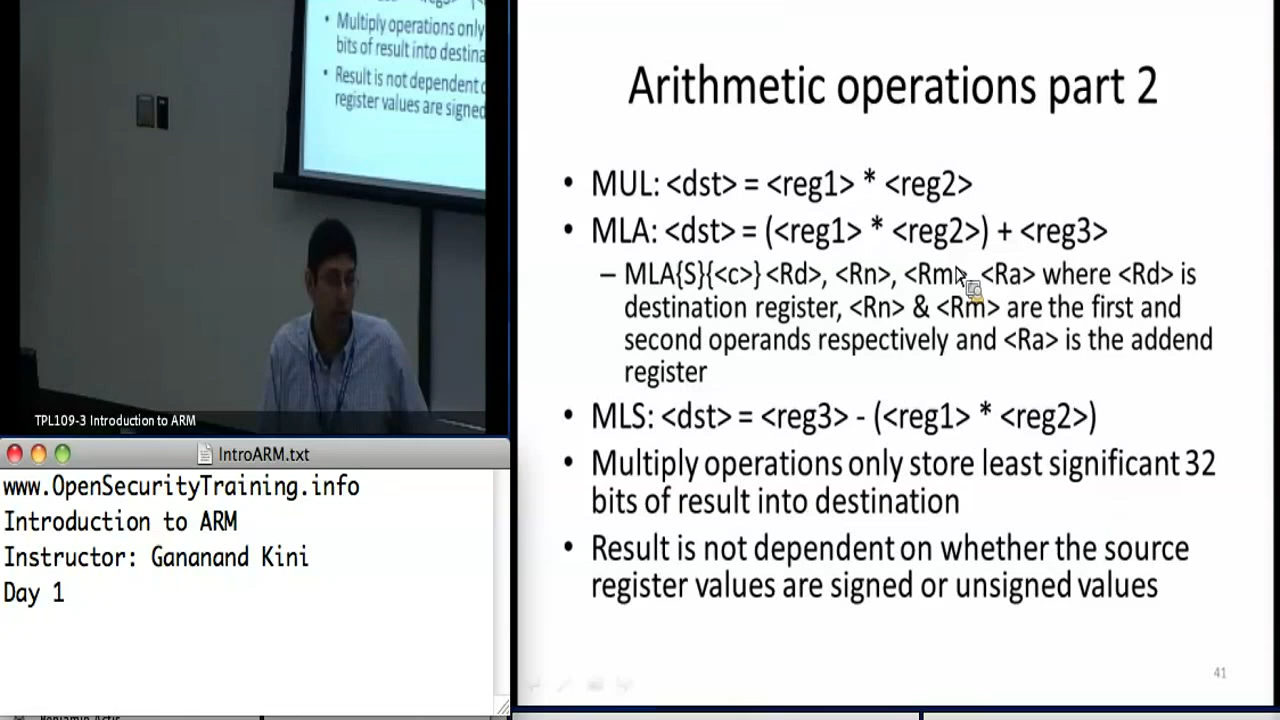 Multiply operations only
bits of result into destina
Result is not dependent
register values are signed
TPL109-3 Introduction to ARM
IntroARM.txt
www.OpenSecurityTraining.info
Introduction to ARM
Instructor: Gananand Kini
Day 1
Arithmetic operations part 2
• MUL: <dst> = <reg1> * <reg2>
• MLA: <dst> = (<reg1> * <reg2>) + <reg3>
– MLA{S}{<c>} <Rd>, <Rn>, <Rm>, <Ra> where <Rd> is
destination register, <Rn> & <Rm> are the first and
second operands respectively and <Ra> is the addend
register
• MLS: <dst> = <reg3> - (<reg1> * <reg2>)
• Multiply operations only store least significant 32
bits of result into destination
• Result is not dependent on whether the source
register values are signed or unsigned values
41